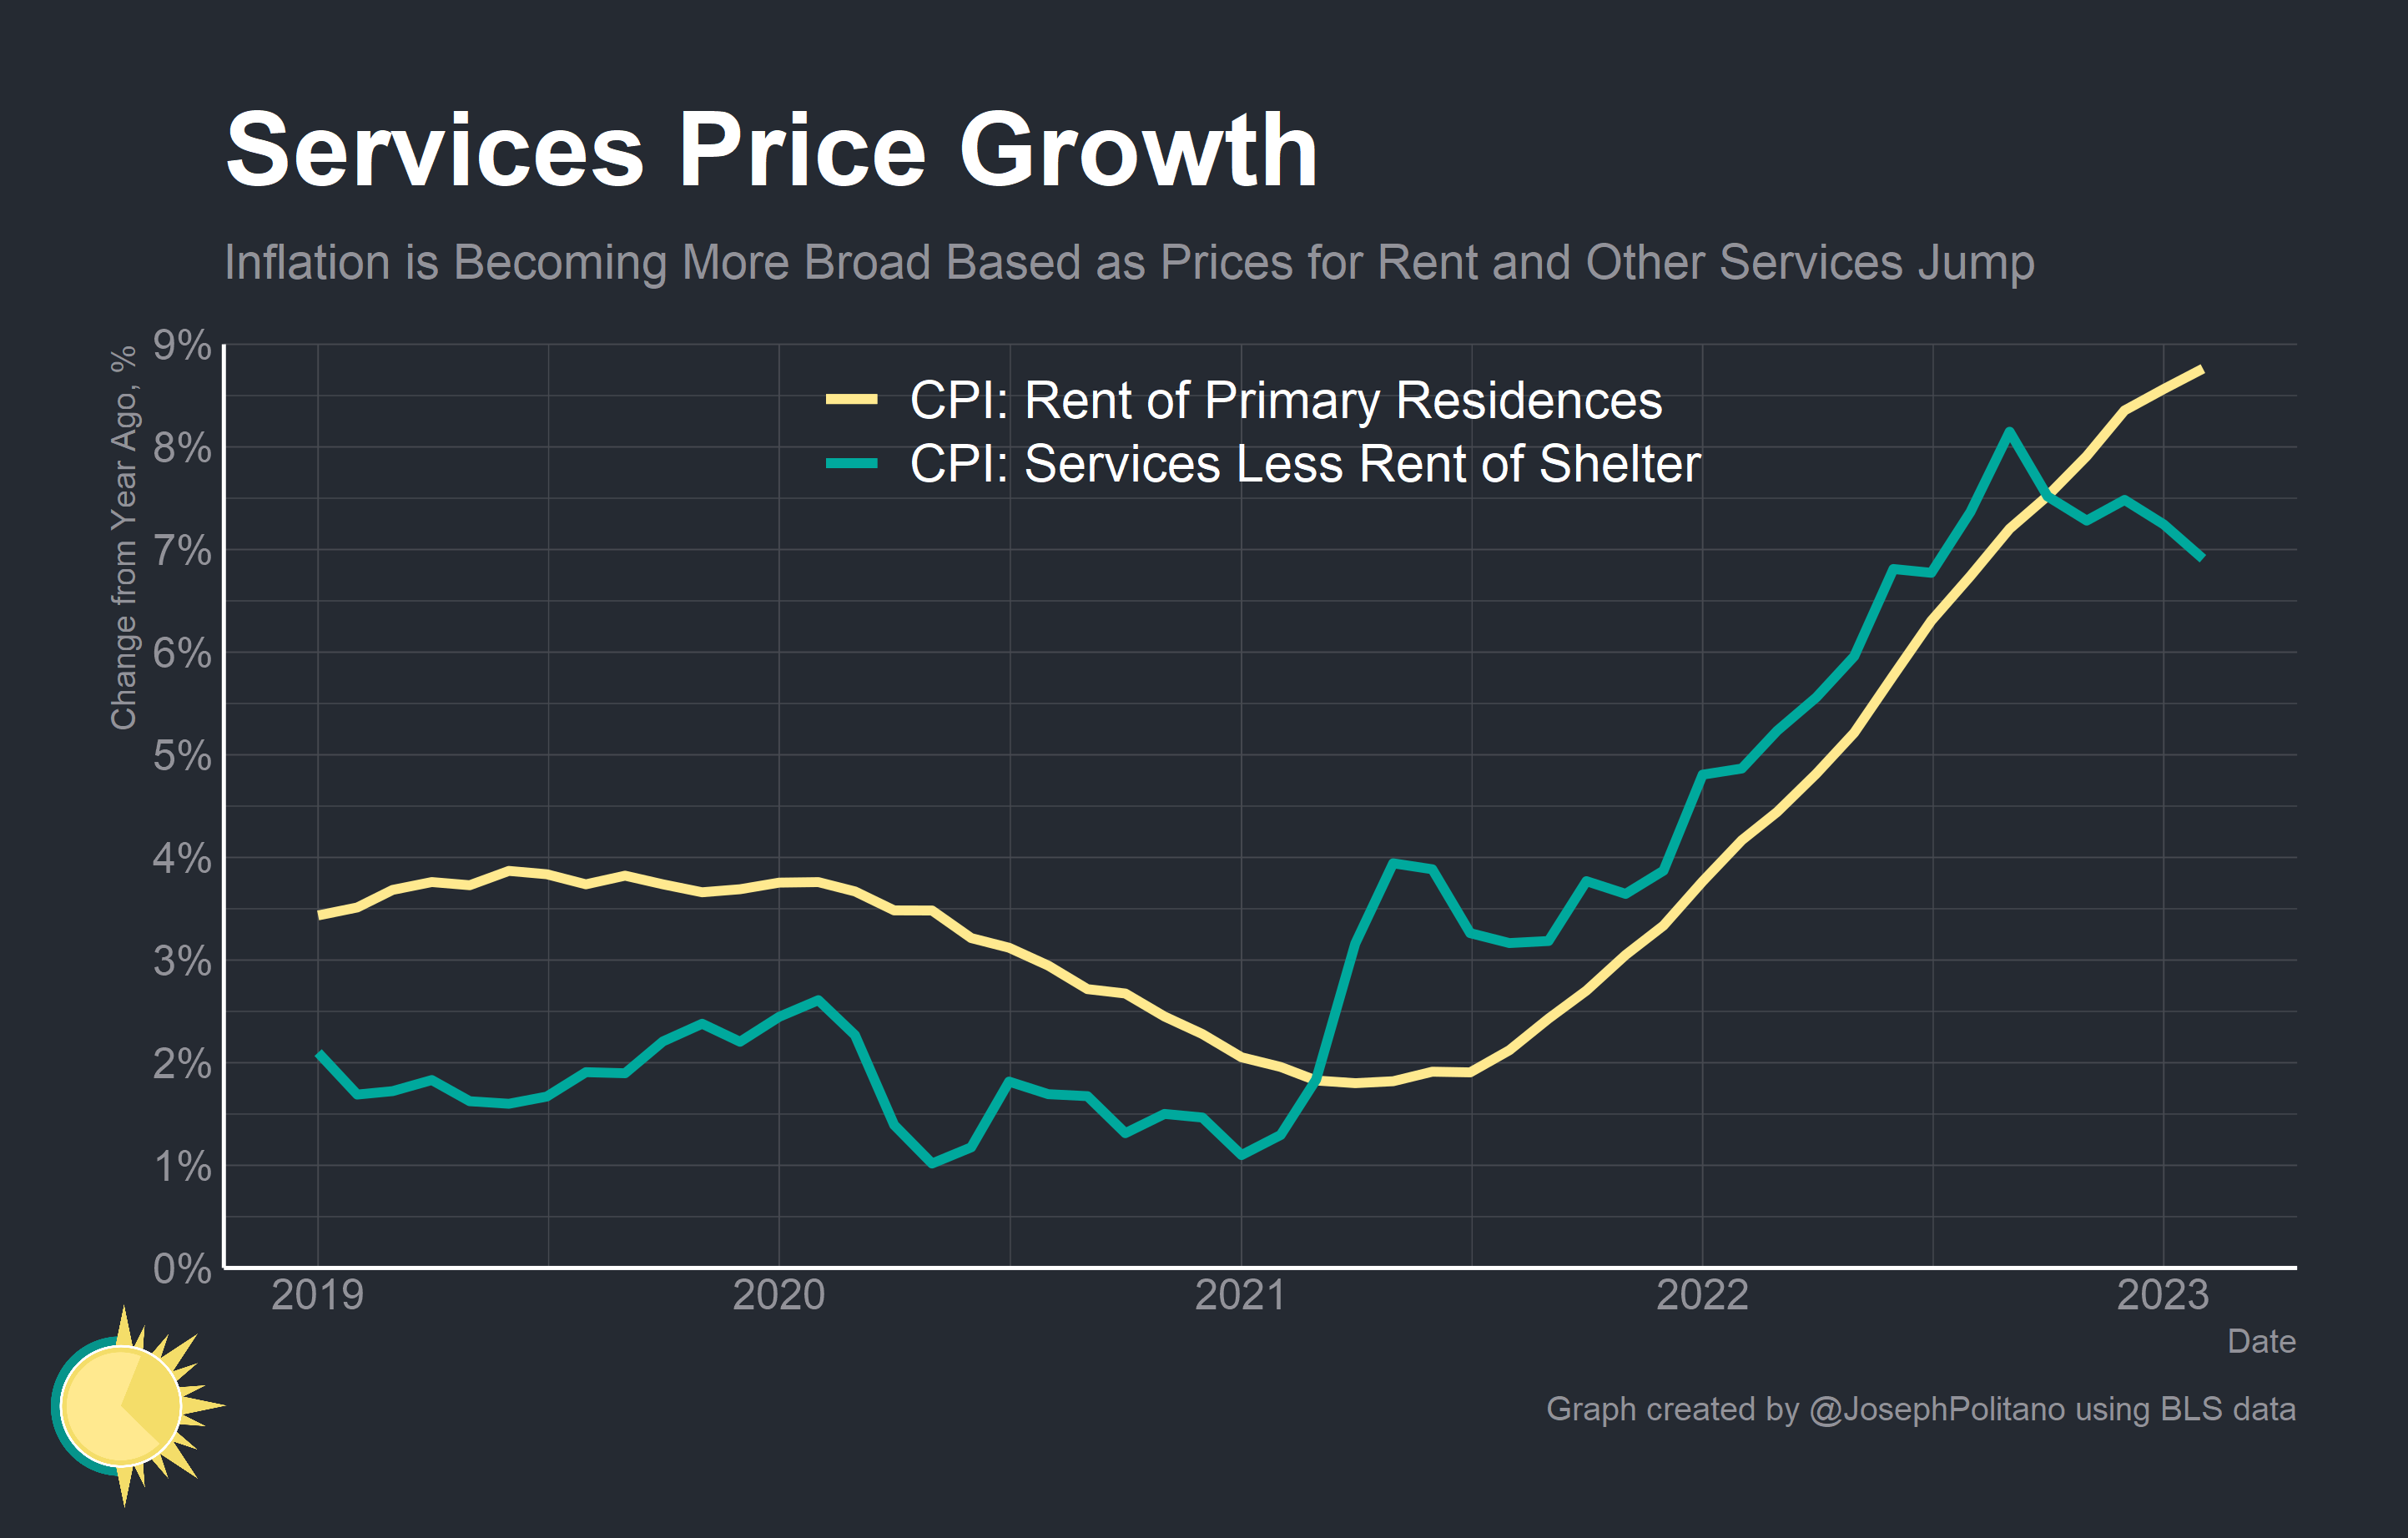 Services Price Growth
Inflation is Becoming More Broad Based as Prices for Rent and Other Services Jump
Change from Year Ago, %
9%
8%
7%
6%
5%
4%
3%
2%
1%
0%
CPI: Rent of Primary Residences
CPI: Services Less Rent of Shelter
2019
2020
2021
2022
2023
Date
Graph created by @JosephPolitano using BLS data